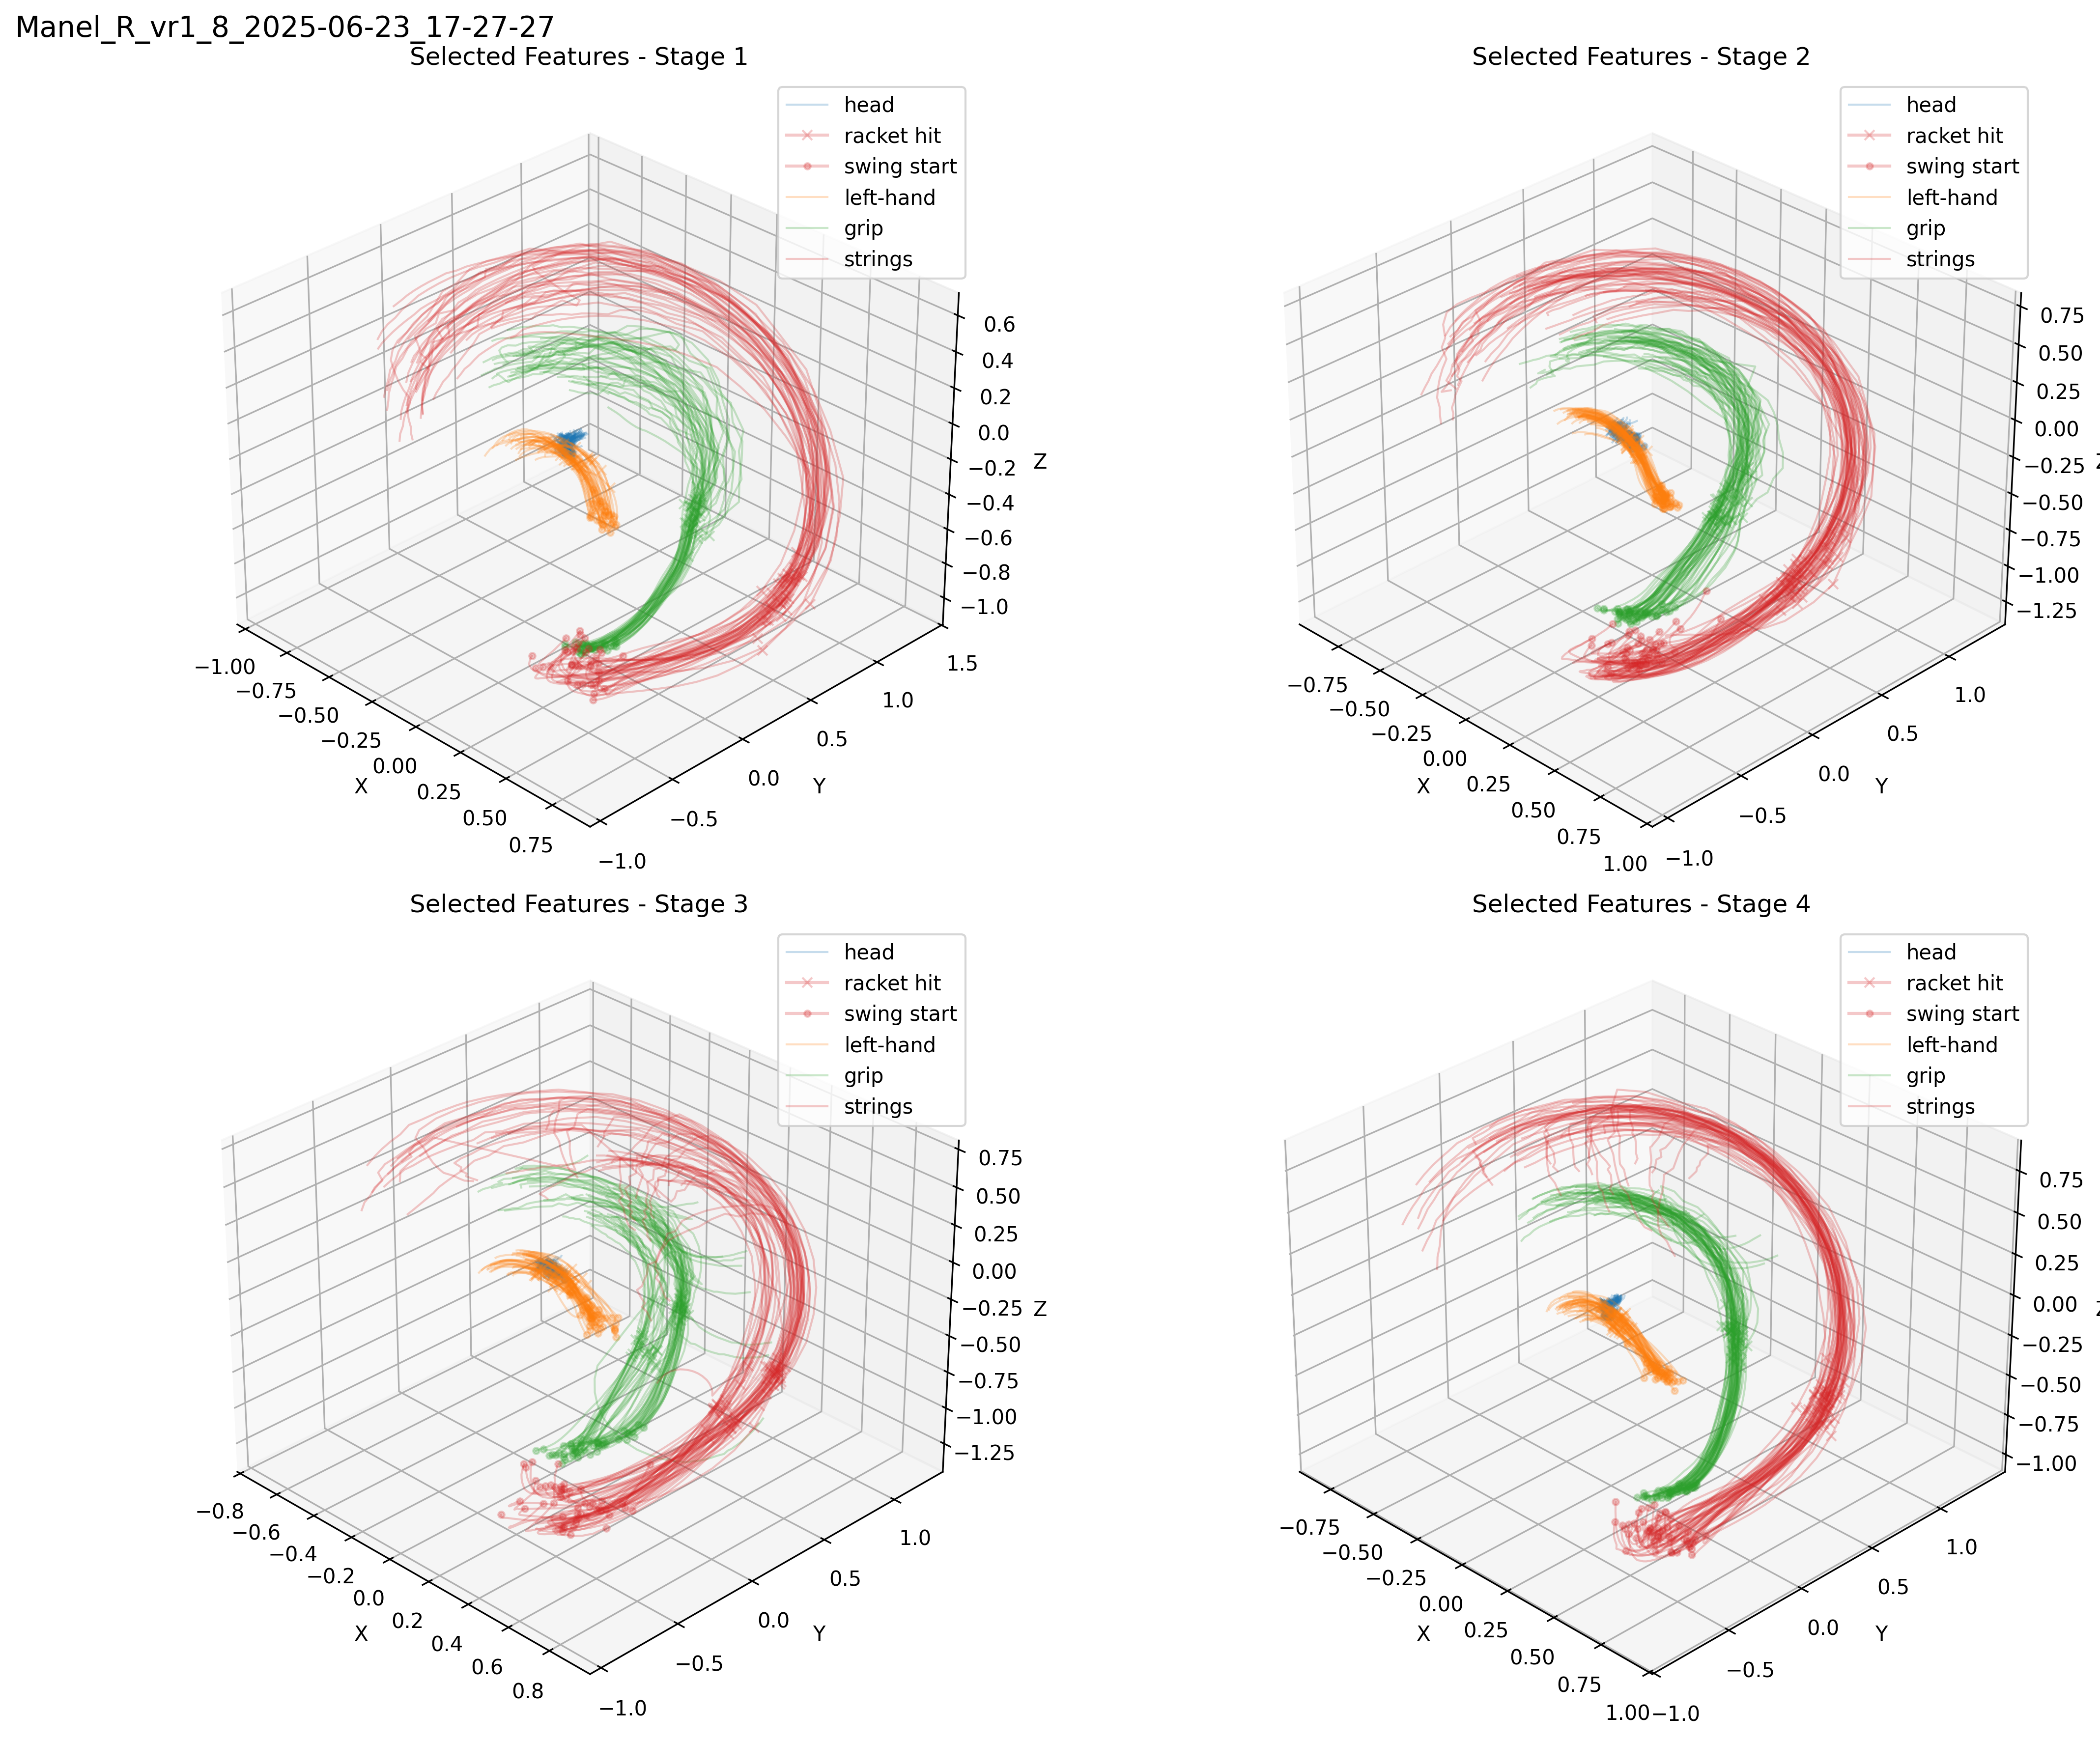 Manel_R_vr1_8_2025-06-23_17-27-27
Selected Features - Stage 1
head
racket hit
swing start
left-hand
grip
strings
0.6
0.4
0.2
0.0
−0.2
−0.4
−0.6
−0.8
−1.0
Z
−1.00
−0.75
−0.50
−0.25
0.00
0.25
0.50
0.75
X
−1.0
−0.5
0.0
0.5
1.0
1.5
Y
Selected Features - Stage 2
head
racket hit
swing start
left-hand
grip
strings
0.75
0.50
0.25
0.00
−0.25
−0.50
−0.75
−1.00
−1.25
Z
−0.75
−0.50
−0.25
0.00
0.25
0.50
0.75
1.00
X
−1.0
−0.5
0.0
0.5
1.0
Y
Selected Features - Stage 3
head
racket hit
swing start
left-hand
grip
strings
0.75
0.50
0.25
0.00
−0.25
−0.50
−0.75
−1.00
−1.25
Z
−0.8
−0.6
−0.4
−0.2
0.0
0.2
0.4
0.6
0.8
X
−1.0
−0.5
0.0
0.5
1.0
Y
Selected Features - Stage 4
head
racket hit
swing start
left-hand
grip
strings
0.75
0.50
0.25
0.00
−0.25
−0.50
−0.75
−1.00
Z
−0.75
−0.50
−0.25
0.00
0.25
0.50
0.75
1.00
X
−1.0
−0.5
0.0
0.5
1.0
Y